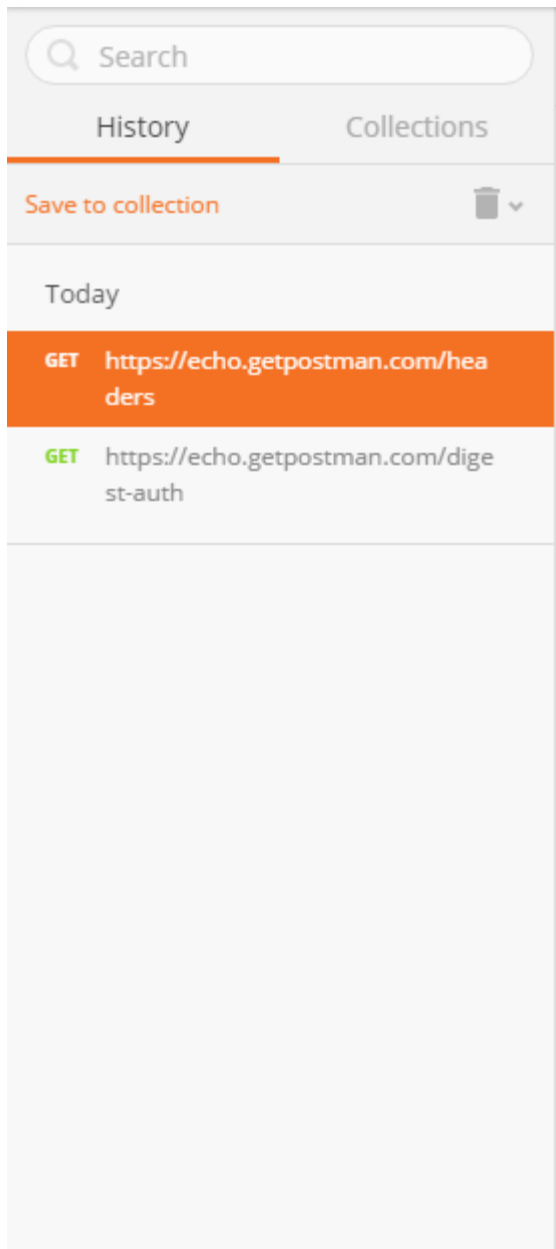 Search
History Collections
Save to collection
Today
GET https://echo.getpostman.com/hea
ders
GET https://echo.getpostman.com/dige
st-auth